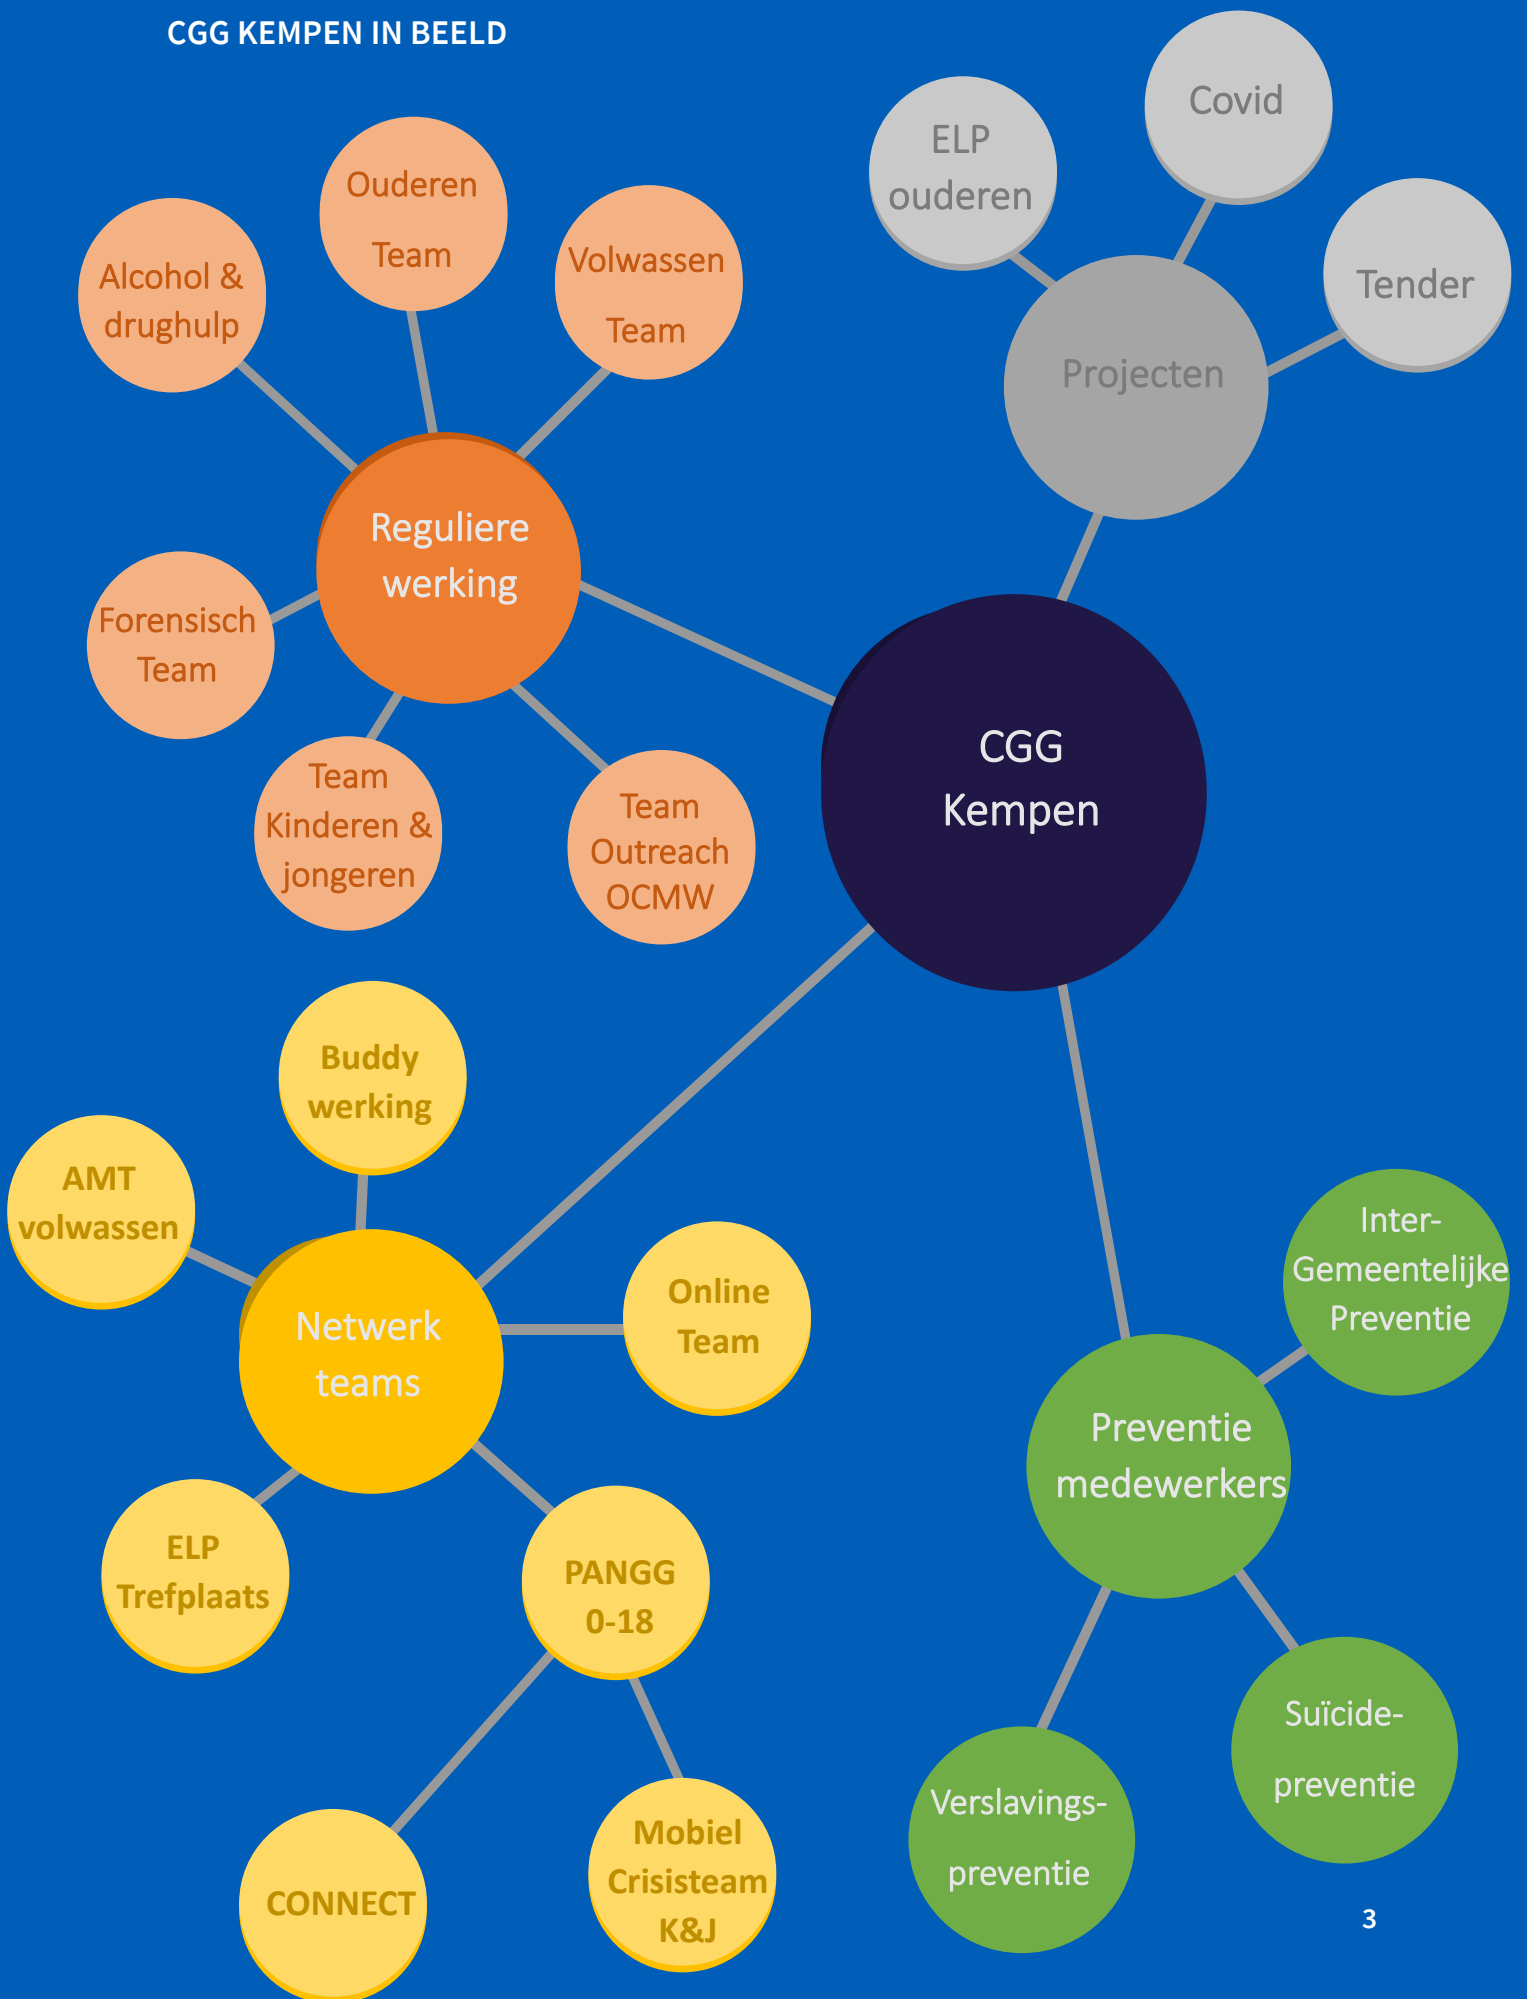 CGG KEMPEN IN BEELD
Covid
ELP
ouderen
Tender
Projecten
Ouderen
Team
Volwassen
Team
Alcohol &
drughulp
Reguliere
werking
Forensisch
Team
Team
Kinderen &
jongeren
Team
Outreach
OCMW
CGG
Kempen
Buddy
werking
AMT
volwassen
Netwerk
teams
Online
Team
ELP
Trefplaats
PANGG
0-18
CONNECT
Mobiel
Crisisteam
K&J
Inter-
Gemeentelijke
Preventie
Preventie
medewerkers
Suïcide-
preventie
Verslavings-
preventie
3